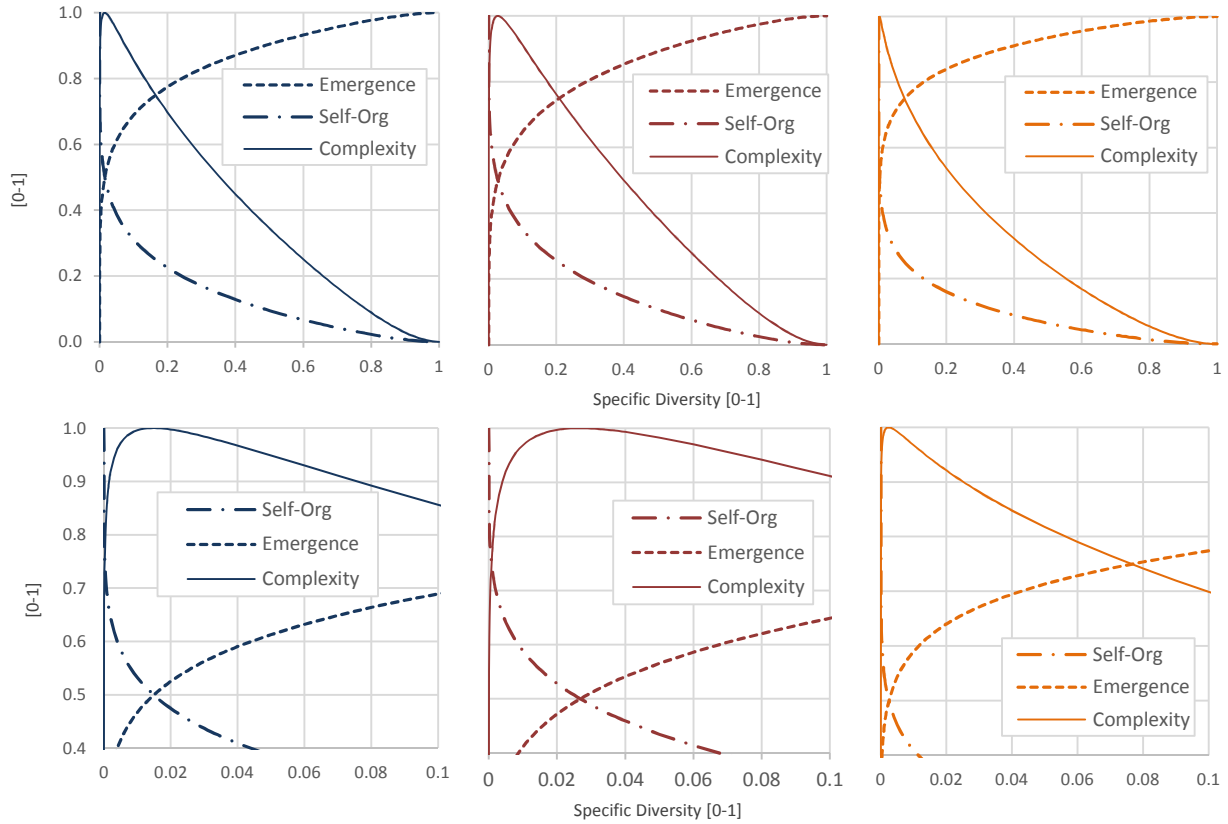 1.0
0.8
0.6
0.4
0.2
0.0
[0-1]
Emergence
Self-Org
Complexity
0 0.2 0.4 0.6 0.8 1
Emergence
Self-Org
Complexity
0 0.2 0.4 0.6 0.8 1
Specific Diversity [0-1]
Emergence
Self-Org
Complexity
0 0.2 0.4 0.6 0.8 1
1.0
0.9
0.8
0.7
0.6
0.5
0.4
[0-1]
Self-Org
Emergence
Complexity
0 0.02 0.04 0.06 0.08 0.1
Self-Org
Emergence
Complexity
0 0.02 0.04 0.06 0.08 0.1
Specific Diversity [0-1]
Self-Org
Emergence
Complexity
0 0.02 0.04 0.06 0.08 0.1